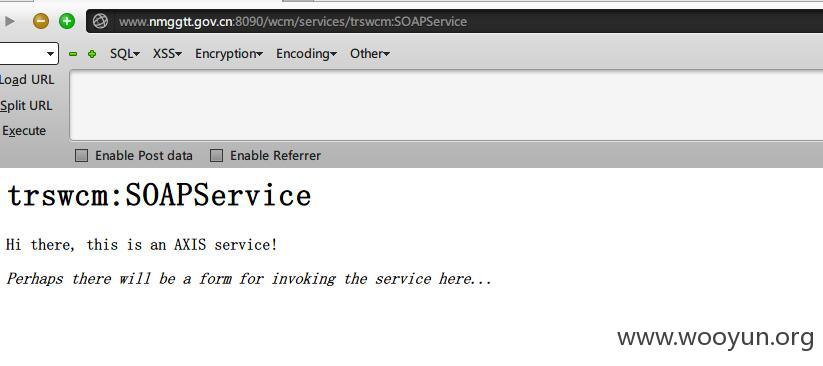 www.nmggtt.gov.cn:8090/wcm/services/trswcm:SOAPService
SQL XSS Encryption Encoding Other
Load URL
Split URL
Execute
Enable Post data Enable Referrer
trswcm:SOAPService
Hi there, this is an AXIS service!
Perhaps there will be a form for invoking the service here...
www.wooyun.org